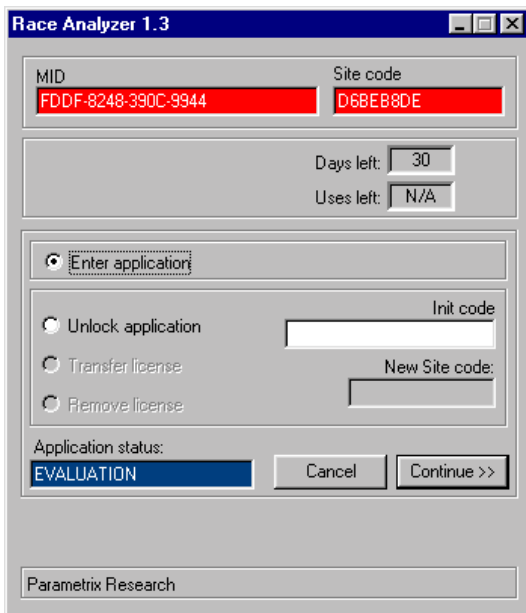 Race Analyzer 1.3
MID
Site code
FDDF-8248-390C-9944
D6BEB8DE
Days left: 30
Uses left: N/A
Enter application
Init code
Unlock application
Transfer license
New Site code:
Remove license
Application status:
EVALUATION
Cancel
Continue >>
Parametrix Research